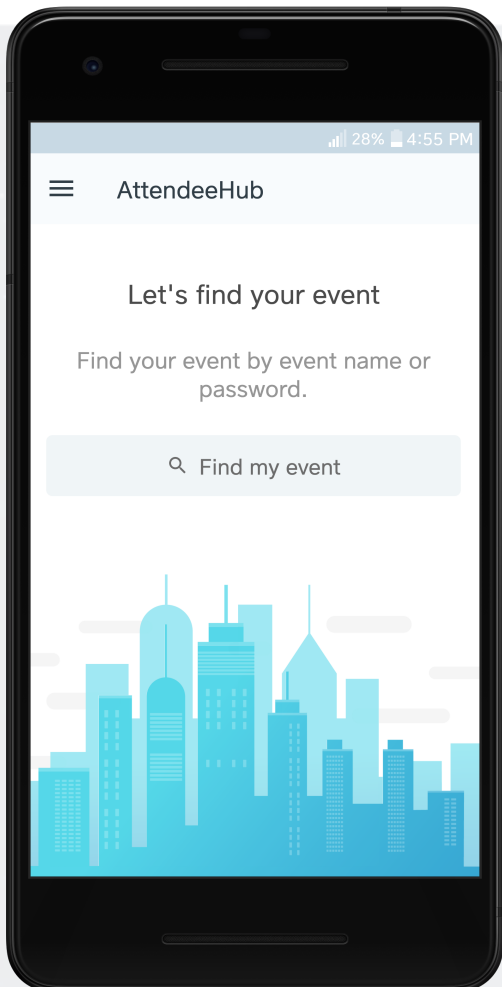 28% 4:55 PM
AttendeeHub
Let's find your event
Find your event by event name or
password.
Find my event